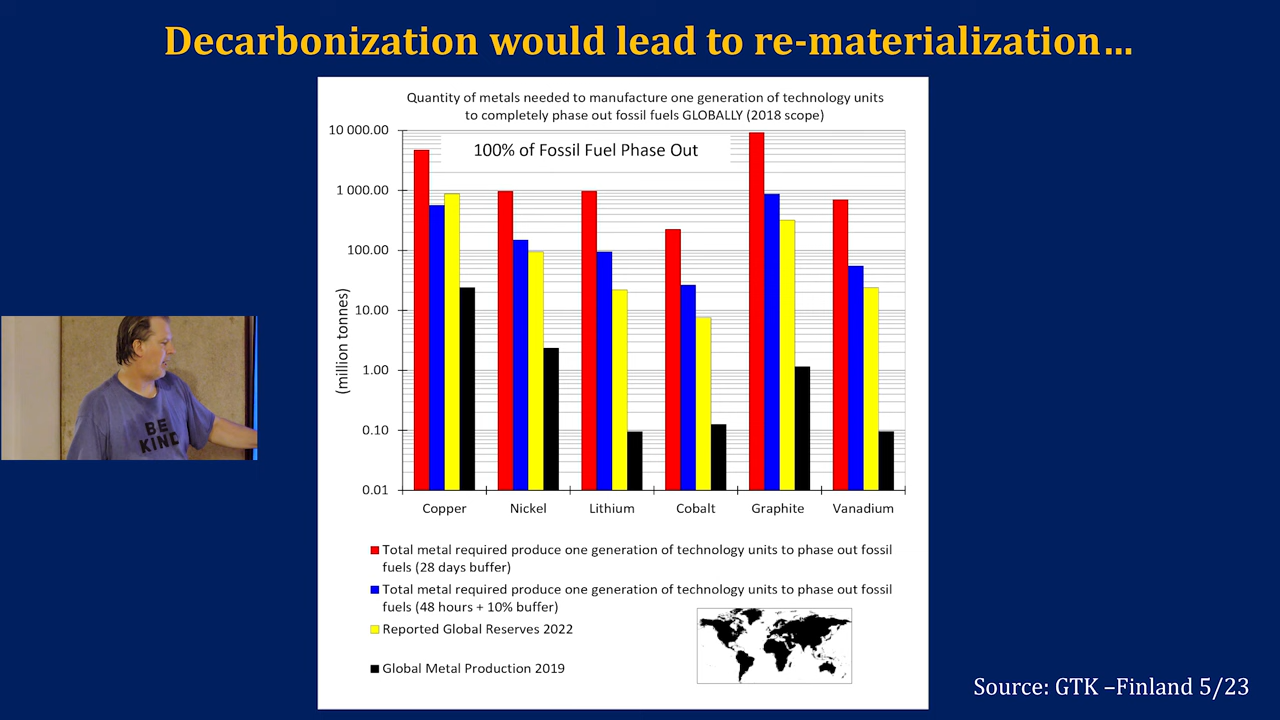 Decarbonization would lead to re-materialization…
Quantity of metals needed to manufacture one generation of technology units
to completely phase out fossil fuels GLOBALLY (2018 scope)
100% of Fossil Fuel Phase Out
10 000.00
1 000.00
100.00
10.00
1.00
0.10
0.01
(million tonnes)
Copper Nickel Lithium Cobalt Graphite Vanadium
Total metal required produce one generation of technology units to phase out fossil
fuels (28 days buffer)
Total metal required produce one generation of technology units to phase out fossil
fuels (48 hours + 10% buffer)
Reported Global Reserves 2022
Global Metal Production 2019
BE
KIND
Source: GTK –Finland 5/23